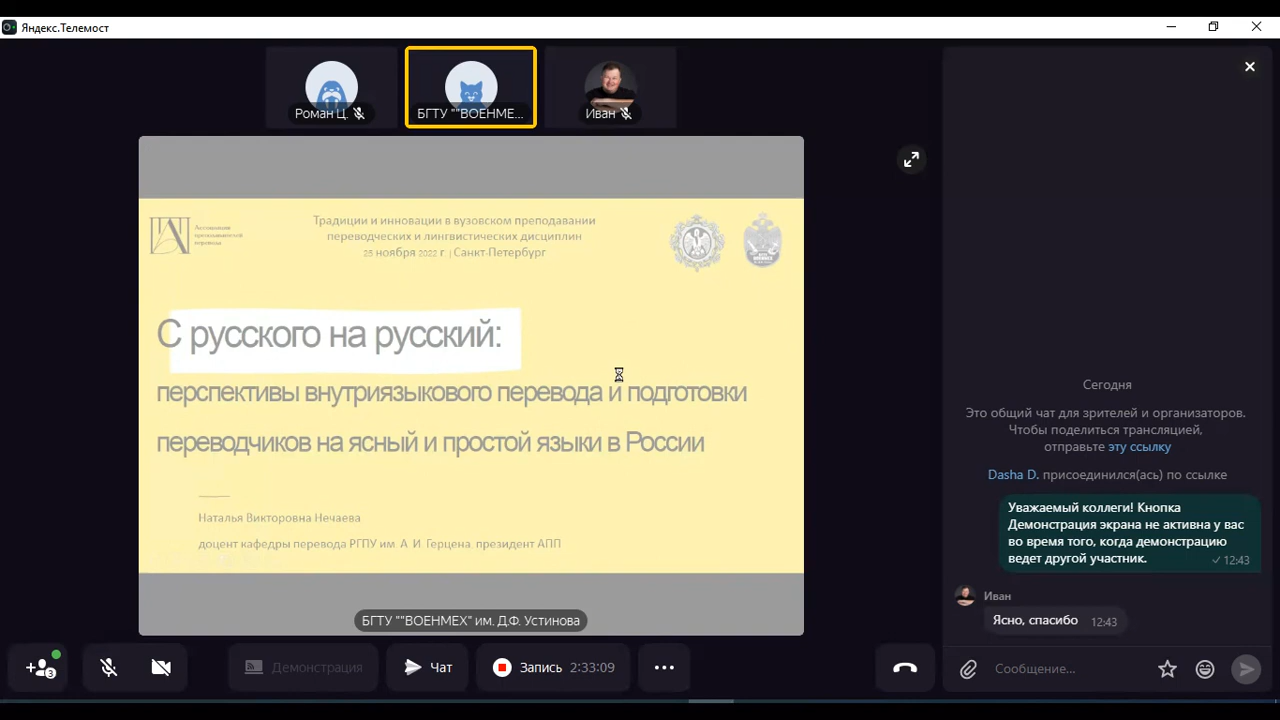 Яндекс.Телемост
Роман Ц.
БГТУ ""ВОЕНМЕ...
Иван
Ассоциация
преподавателей
перевода
Традиции и инновации в вузовском преподавании
переводческих и лингвистических дисциплин
25 ноября 2022 г. | Санкт-Петербург
С русского на русский:
перспективы внутриязыкового перевода и подготовки
переводчиков на ясный и простой языки в России
Наталья Викторовна Нечаева
доцент кафедры перевода РГПУ им. А. И. Герцена, президент АПП
БГТУ ""ВОЕНМЕХ" им. Д.Ф. Устинова
3
Демонстрация
Чат
Запись 2:33:09
Сегодня
Это общий чат для зрителей и организаторов.
Чтобы поделиться трансляцией,
отправьте эту ссылку
Dasha D. присоединился(ась) по ссылке
Уважаемый коллеги! Кнопка
Демонстрация экрана не активна у вас
во время того, когда демонстрацию
ведет другой участник.
12:43
Иван
Ясно, спасибо 12:43
Сообщение...